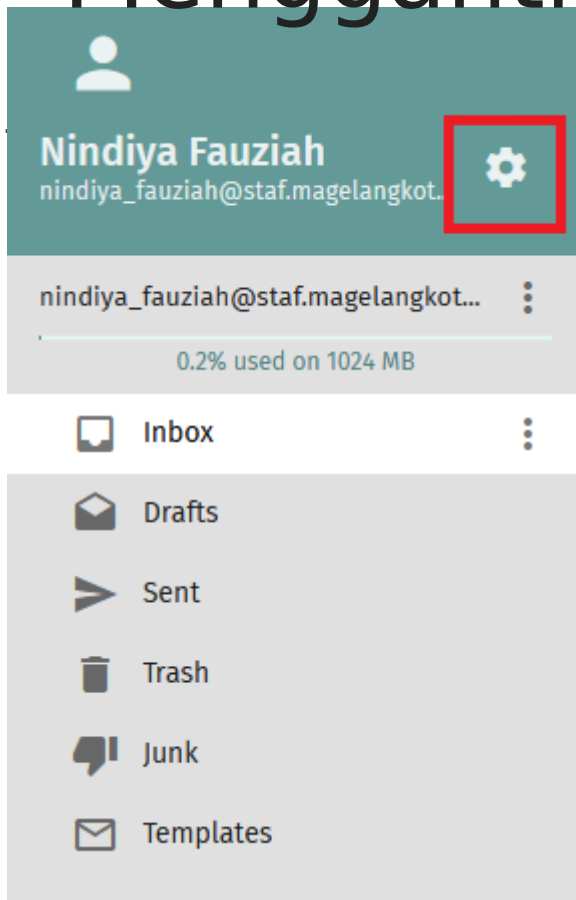 Mengganti
Nindiya Fauziah
nindiya_fauziah@staf.magelangkot..
nindiya_fauziah@staf.magelangkot...
0.2% used on 1024 MB
Inbox
Drafts
Sent
Trash
Junk
Templates